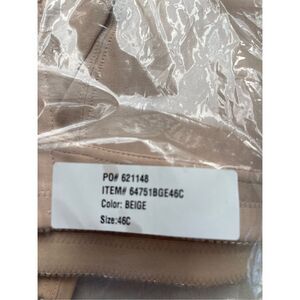 PO# 621148
ITEM# 64751BGE46C
Color: BEIGE
Size:46C